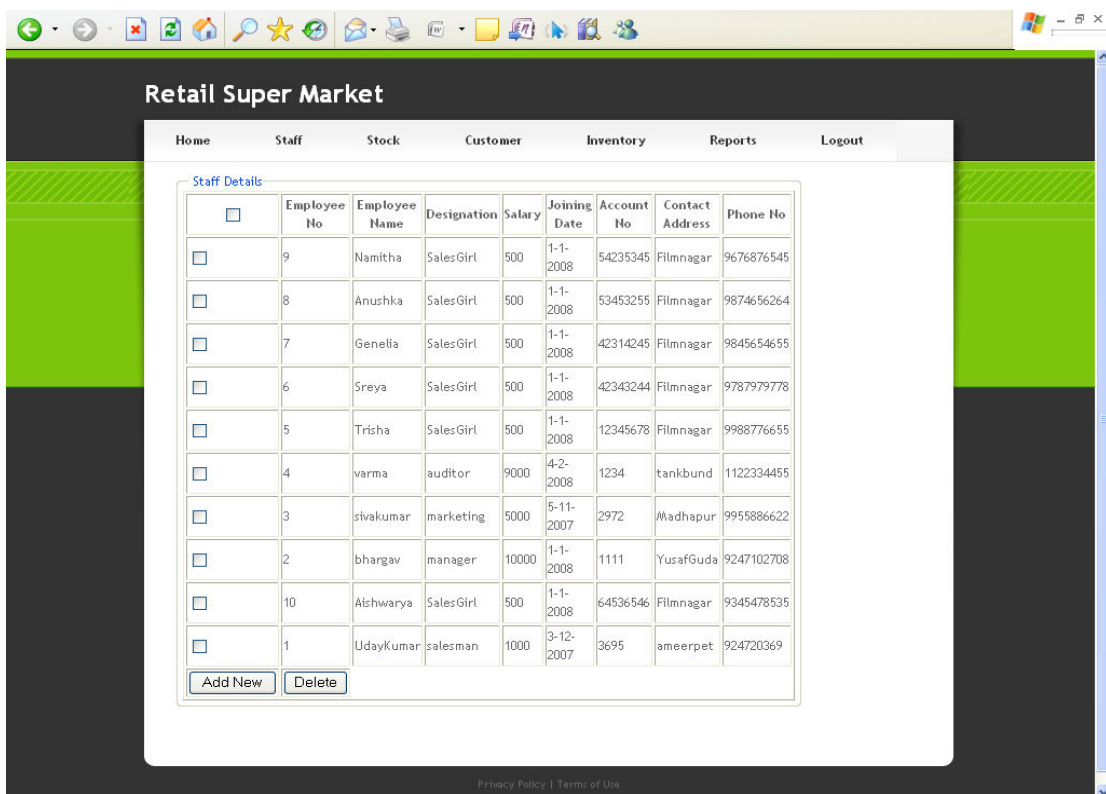 Retail Super Market
Home Staff Stock Customer Inventory Reports Logout
Staff Details
Employee No Employee Name Designation Salary Joining Date Account No Contact Address Phone No
9 Namitha SalesGirl 500 1-1-2008 54235345 Filmnagar 9676876545
8 Anushka SalesGirl 500 1-1-2008 53453255 Filmnagar 9874656264
7 Genelia SalesGirl 500 1-1-2008 42314245 Filmnagar 9845654655
6 Sreya SalesGirl 500 1-1-2008 42343244 Filmnagar 9787979778
5 Trisha SalesGirl 500 1-1-2008 12345678 Filmnagar 9988776655
4 varma auditor 9000 4-2-2008 1234 tankbund 1122334455
3 sivakumar marketing 5000 5-11-2007 2972 Madhapur 9955886622
2 bhargav manager 10000 1-1-2008 1111 YusafGuda 9247102708
10 Aishwarya SalesGirl 500 1-1-2008 64536546 Filmnagar 9345478535
1 UdayKumar salesman 1000 3-12-2007 3695 ameerpet 924720369
Add New Delete
Privacy Policy | Terms of Use